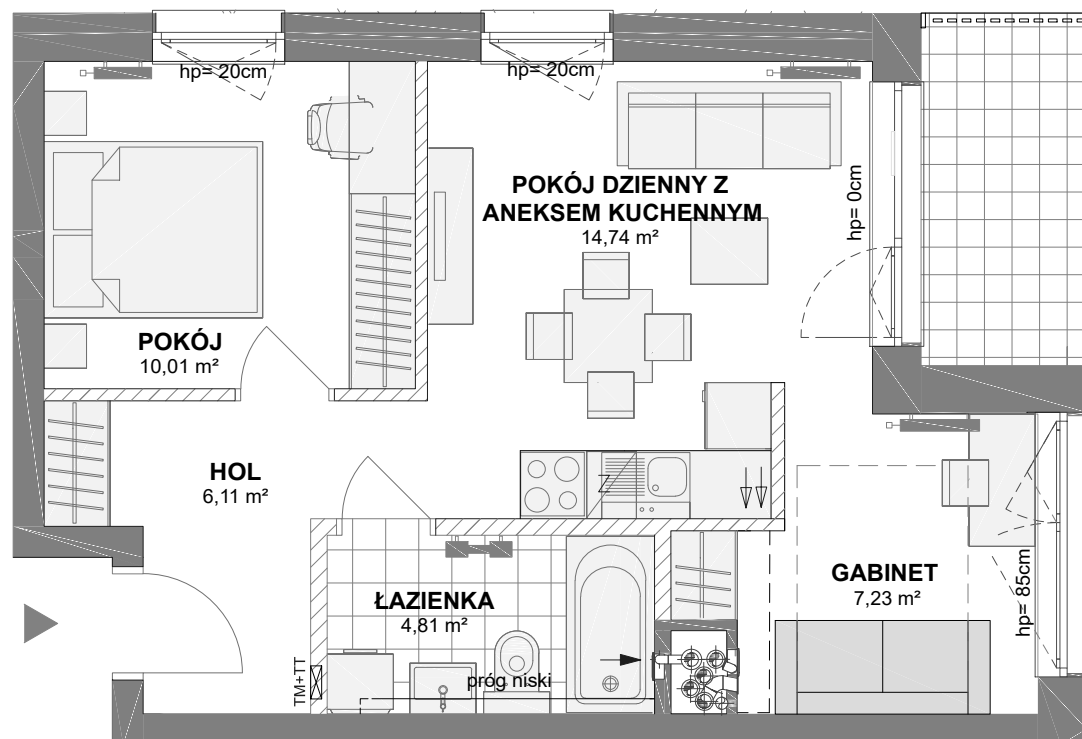 hp= 20cm
hp= 20cm
POKÓJ DZIENNY Z
ANEKSEM KUCHENNYM
14,74 m²
hp= 0cm
POKÓJ
10,01 m²
HOL
6,11 m²
GABINET
7,23 m²
hp= 85cm
ŁAZIENKA
4,81 m²
próg niski
TM+TT